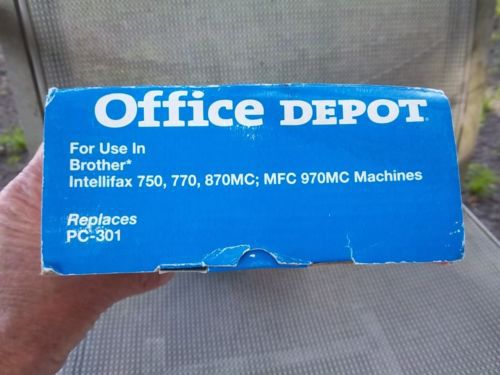 Office DEPOT®
For Use In
Brother*
Intellifax 750, 770, 870MC; MFC 970MC Machines
Replaces
PC-301